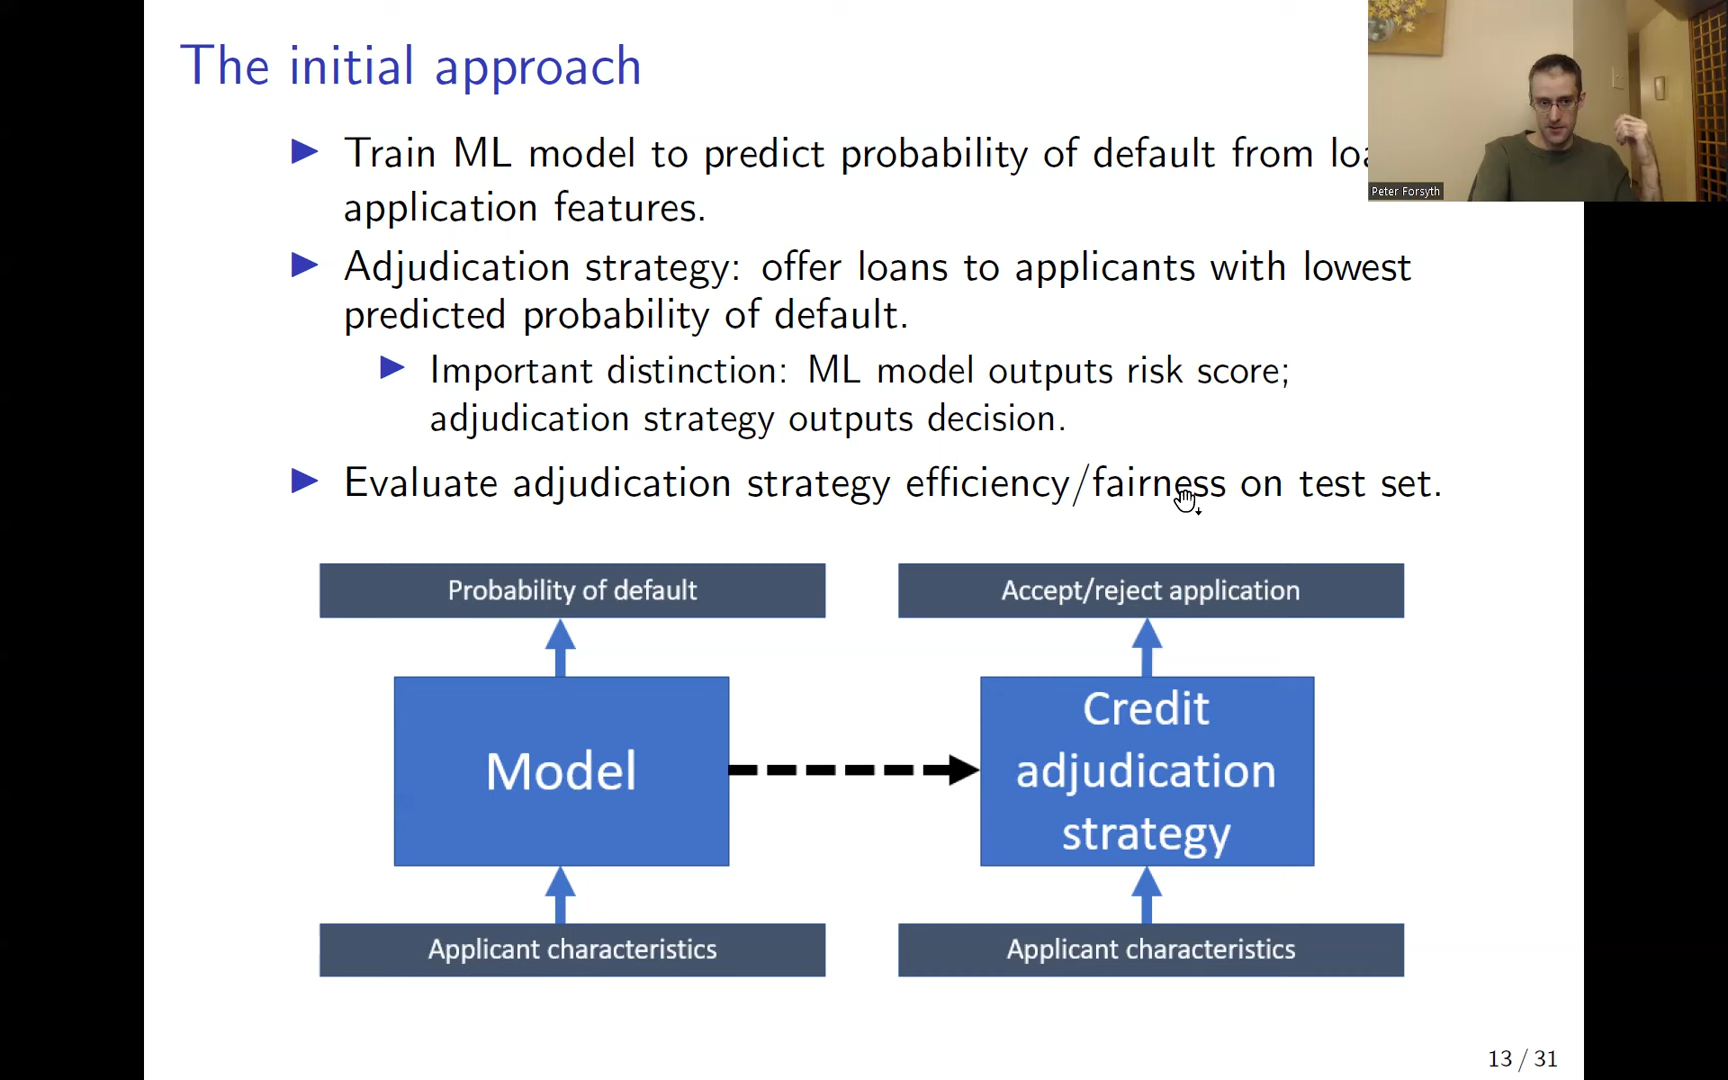 The initial approach
Train ML model to predict probability of default from
application features.
Adjudication strategy: offer loans to applicants with lowest
predicted probability of default.
Important distinction: ML model outputs risk score;
adjudication strategy outputs decision.
Evaluate adjudication strategy efficiency/fairness on test set.
Probability of default
Accept/reject application
Model
Credit
adjudication
strategy
Applicant characteristics
Applicant characteristics
13 / 31
Peter Forsyth